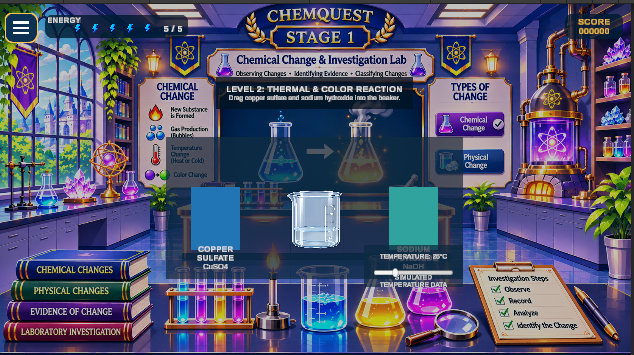 ENERGY
5 / 5
CHEMQUEST
STAGE 1
SCORE
000000
Chemical Change & Investigation Lab
Observing Changes • Identifying Evidence • Classifying Changes
LEVEL 2: THERMAL & COLOR REACTION
Drag copper sulfate and sodium hydroxide into the beaker.
CHEMICAL
CHANGE
New Substance
is Formed
Gas Production
(Bubbles)
Temperature
Change
(Heat or Cold)
Color Change
TYPES OF
CHANGE
Chemical
Change
Physical
Change
COPPER
SULFATE
CuSO4
SODIUM
TEMPERATURE: 25°C
NaOH
SIMULATED
TEMPERATURE DATA
CHEMICAL CHANGES
PHYSICAL CHANGES
EVIDENCE OF CHANGE
LABORATORY INVESTIGATION
Investigation Steps
Observe
Record
Analyze
Identify the Change